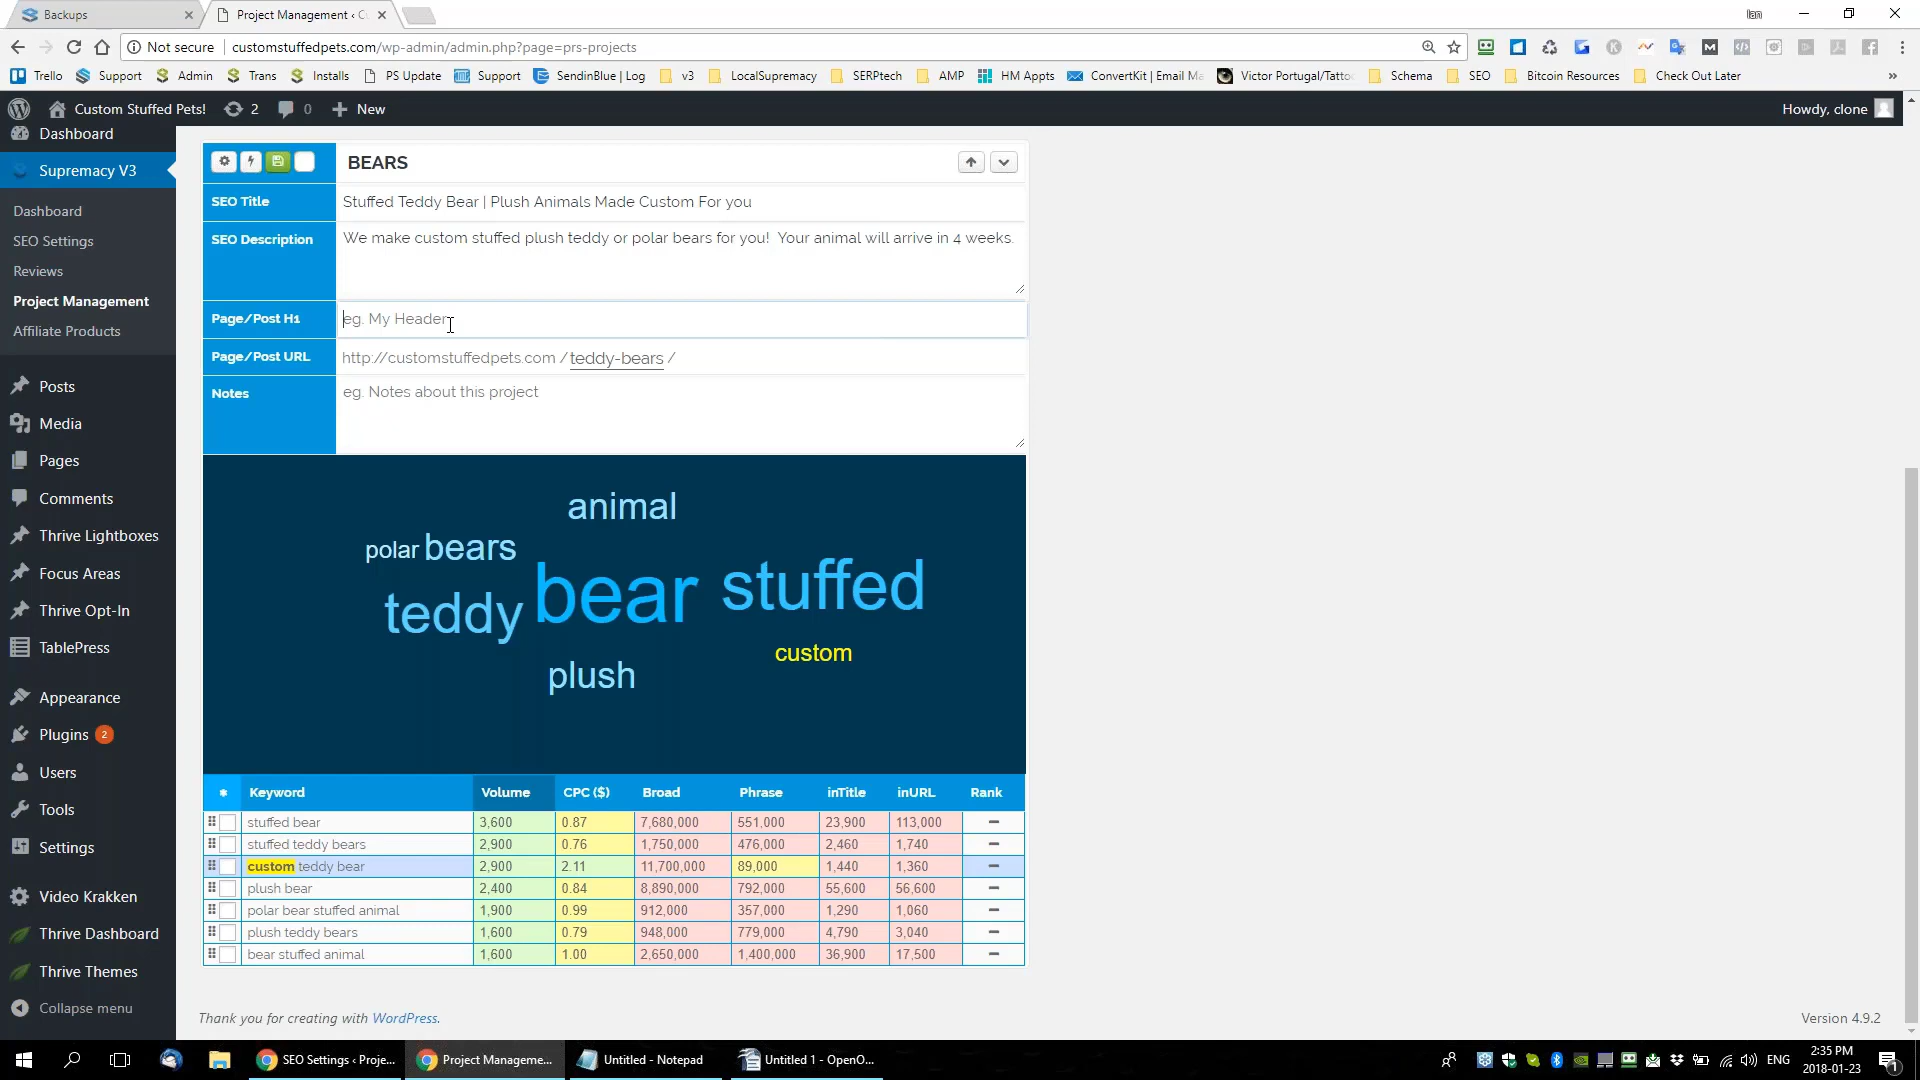 Backups
Project Management ‹ C
Ian
Not secure
customstuffedpets.com/wp-admin/admin.php?page=prs-projects
Trello
Support
Admin
Trans
Installs
PS Update
Support
SendinBlue | Log
v3
LocalSupremacy
SERPtech
AMP
HM Appts
ConvertKit | Email Ma
Victor Portugal/Tatto
Schema
SEO
Bitcoin Resources
Check Out Later
»
Custom Stuffed Pets!
2
0
New
Howdy, clone
Dashboard
Supremacy V3
Dashboard
SEO Settings
Reviews
Project Management
Affiliate Products
Posts
Media
Pages
Comments
Thrive Lightboxes
Focus Areas
Thrive Opt-In
TablePress
Appearance
Plugins 2
Users
Tools
Settings
Video Krakken
Thrive Dashboard
Thrive Themes
Collapse menu
BEARS
SEO Title
Stuffed Teddy Bear | Plush Animals Made Custom For you
SEO Description
We make custom stuffed plush teddy or polar bears for you!  Your animal will arrive in 4 weeks.
Page/Post H1
eg. My Header
Page/Post URL
http://customstuffedpets.com /teddy-bears /
Notes
eg. Notes about this project
animal
polar bears
bear stuffed
teddy
custom
plush
* Keyword Volume CPC ($) Broad Phrase inTitle inURL Rank
stuffed bear 3,600 0.87 7,680,000 551,000 23,900 113,000 –
stuffed teddy bears 2,900 0.76 1,750,000 476,000 2,460 1,740 –
custom teddy bear 2,900 2.11 11,700,000 89,000 1,440 1,360 –
plush bear 2,400 0.84 8,890,000 792,000 55,600 56,600 –
polar bear stuffed animal 1,900 0.99 912,000 357,000 1,290 1,060 –
plush teddy bears 1,600 0.79 948,000 779,000 4,790 3,040 –
bear stuffed animal 1,600 1.00 2,650,000 1,400,000 36,900 17,500 –
Thank you for creating with WordPress.
Version 4.9.2
SEO Settings ‹ Proje...
Project Manageme...
Untitled - Notepad
Untitled 1 - OpenO...
ENG
2:35 PM
2018-01-23
1